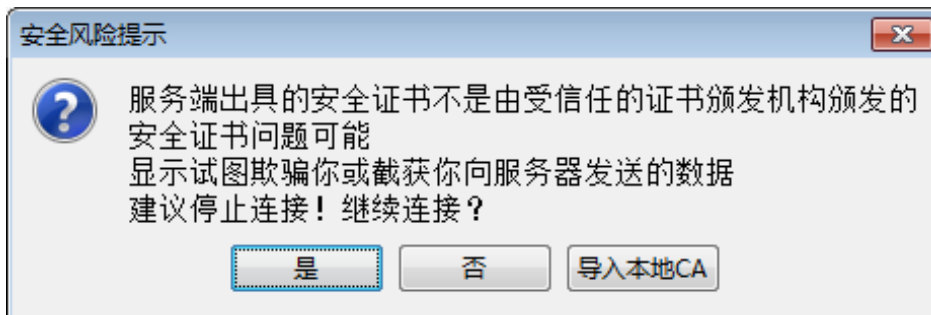 安全风险提示
服务端出具的安全证书不是由受信任的证书颁发机构颁发的
安全证书问题可能
显示试图欺骗你或截获你向服务器发送的数据
建议停止连接！继续连接？
是
否
导入本地CA